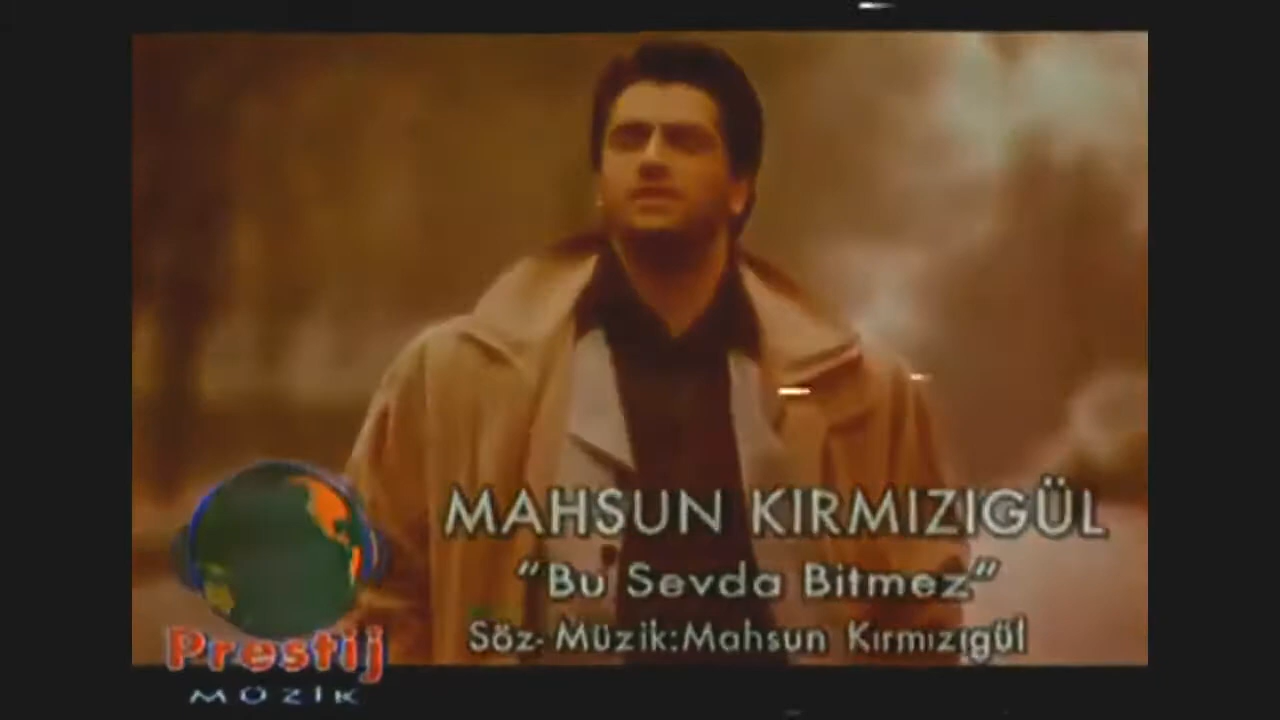 MAHSUN KIRMIZIGÜL
"Bu Sevda Bitmez"
Söz-Müzik:Mahsun Kırmızıgül
Prestij
MÜZİK